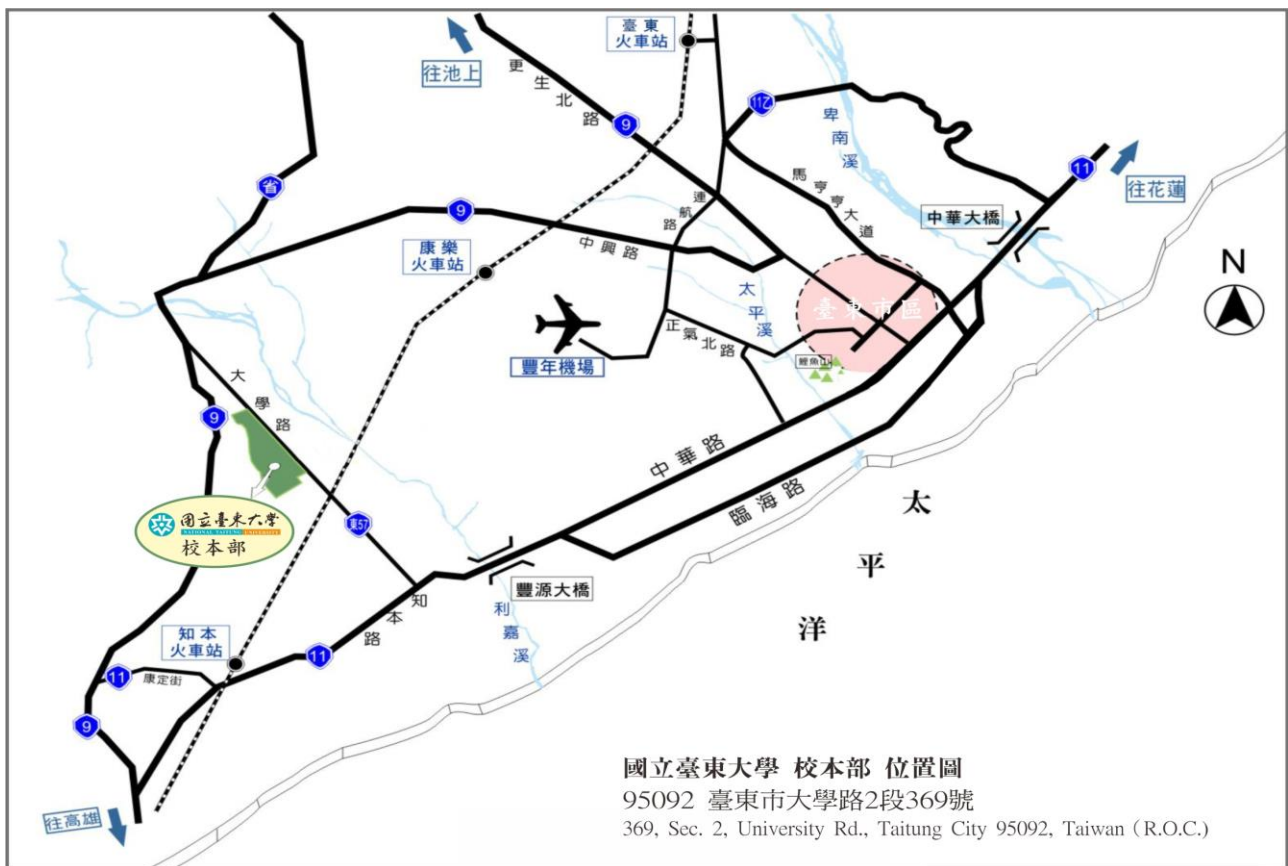 臺東
火車站
往池上
更生北路
9
11乙
卑南溪
11
往花蓮
省
馬亨亨大道
連航路
中華大橋
9
康樂
火車站
中興路
N
太平溪
臺東市區
正氣北路
豐年機場
鯉魚山
大學路
9
中華路
臨海路
太平洋
國立臺東大學
NATIONAL TAITUNG UNIVERSITY
校本部
東57
豐源大橋
利嘉溪
知本路
知本
火車站
11
11
康定街
9
往高雄
國立臺東大學 校本部 位置圖
95092 臺東市大學路2段369號
369, Sec. 2, University Rd., Taitung City 95092, Taiwan (R.O.C.)